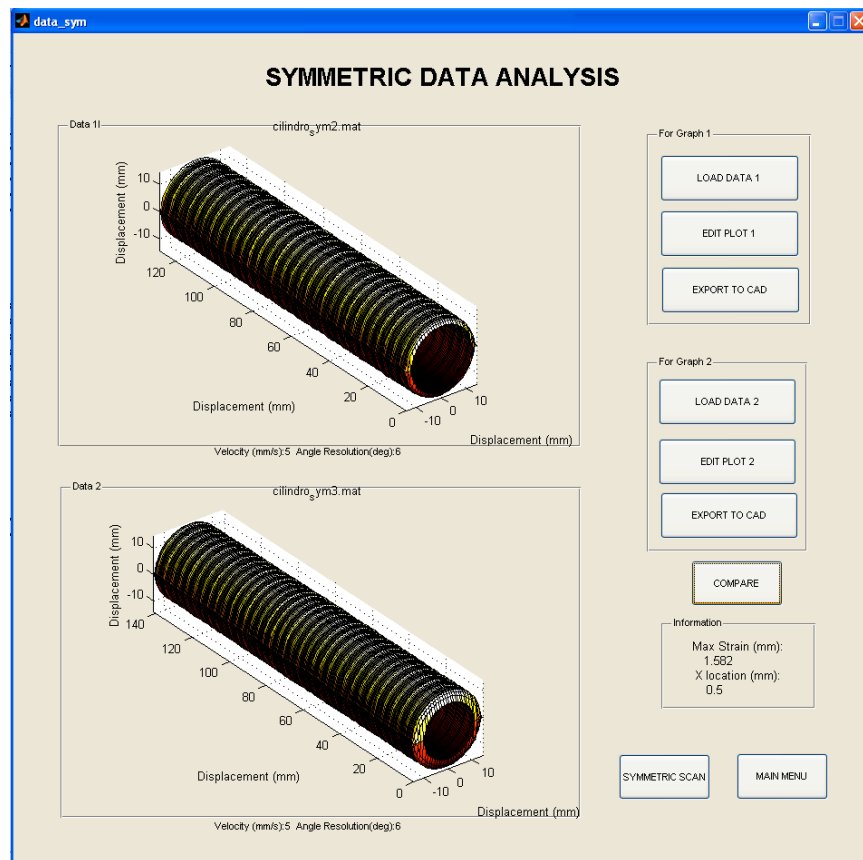 data_sym
SYMMETRIC DATA ANALYSIS
Data 1l
cilindro_sym2.mat
Displacement (mm)
10
0
-10
120
100
80
60
40
20
0
Displacement (mm)
-10
0
10
Displacement (mm)
Velocity (mm/s):5 Angle Resolution(deg):6
Data 2
cilindro_sym3.mat
Displacement (mm)
10
0
-10
140
120
100
80
60
40
20
0
Displacement (mm)
-10
0
10
Displacement (mm)
Velocity (mm/s):5 Angle Resolution(deg):6
For Graph 1
LOAD DATA 1
EDIT PLOT 1
EXPORT TO CAD
For Graph 2
LOAD DATA 2
EDIT PLOT 2
EXPORT TO CAD
COMPARE
Information
Max Strain (mm):
1.582
X location (mm):
0.5
SYMMETRIC SCAN
MAIN MENU